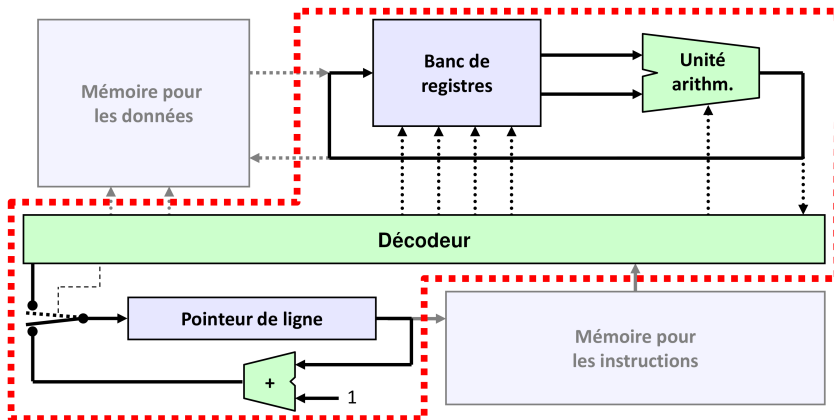 Mémoire pour
les données
Banc de
registres
Unité
arithm.
Décodeur
Pointeur de ligne
Mémoire pour
les instructions
+
1